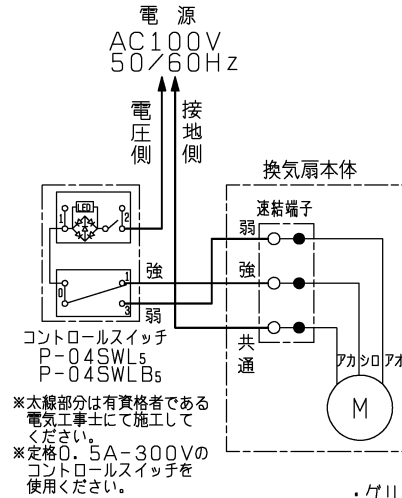 電源
AC100V
50/60Hz
電圧側
接地側
換気扇本体
速結端子
LED
1
2
弱
強
1
0
強
3
弱
共通
アカ シロ アオ
M
コントロールスイッチ
P-04SWL5
P-04SWLB5
※太線部分は有資格者である
電気工事士にて施工して
ください。
※定格0.5A-300Vの
コントロールスイッチを
使用ください。